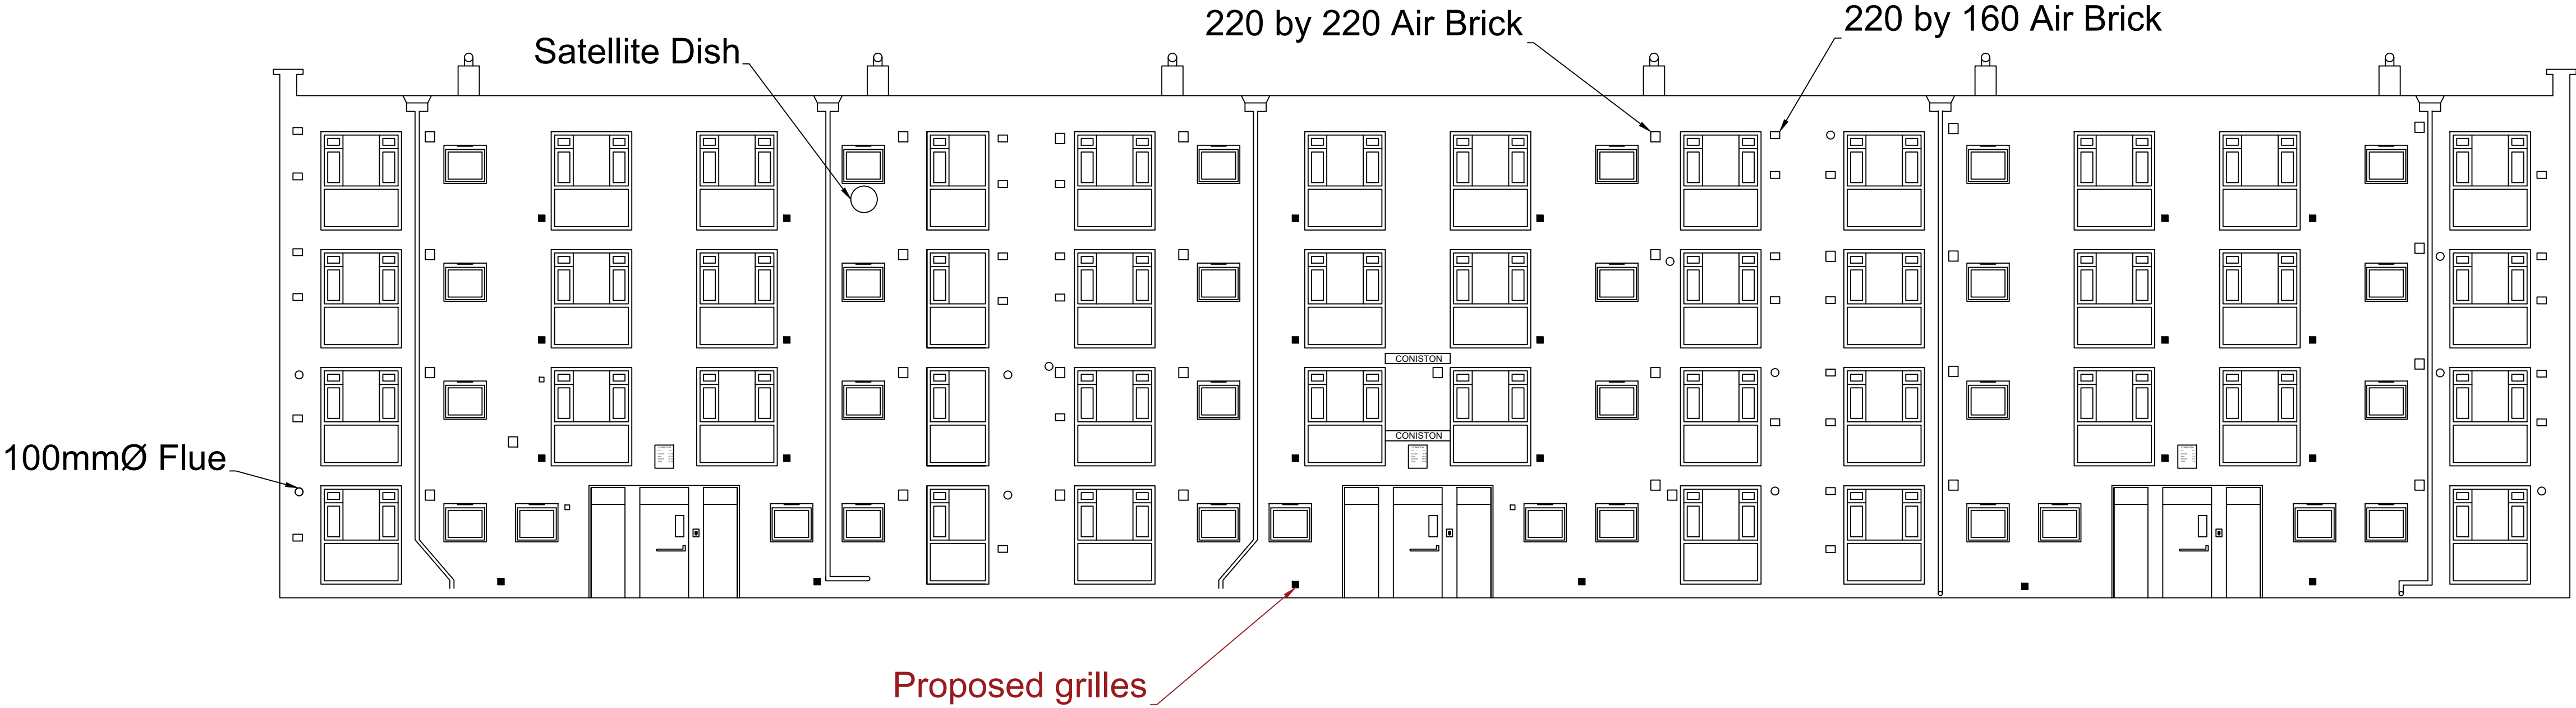 220 by 220 Air Brick
220 by 160 Air Brick
Satellite Dish
CONISTON
CONISTON
100mmØ Flue
Proposed grilles